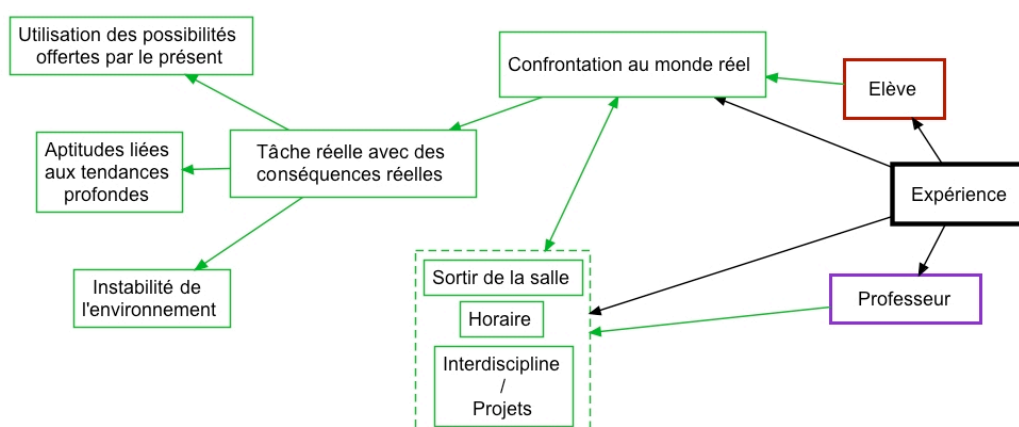 Utilisation des possibilités
offertes par le présent
Confrontation au monde réel
Elève
Aptitudes liées
aux tendances
profondes
Tâche réelle avec des
conséquences réelles
Expérience
Instabilité de
l'environnement
Sortir de la salle
Horaire
Interdiscipline
/
Projets
Professeur